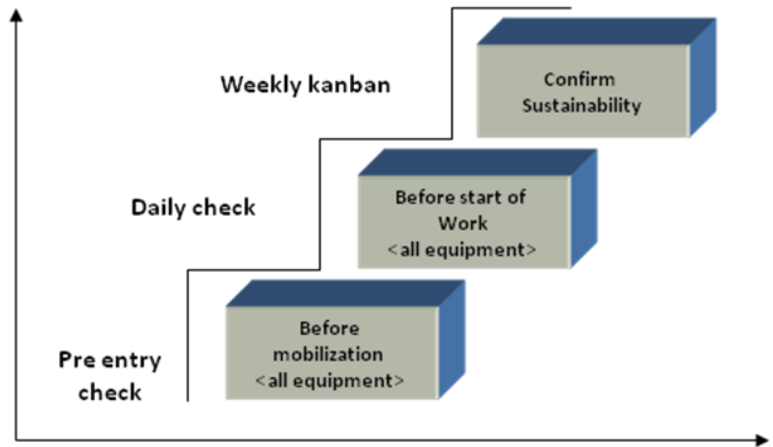 Weekly kanban
Confirm
Sustainability
Daily check
Before start of
Work
<all equipment>
Pre entry
check
Before
mobilization
<all equipment>